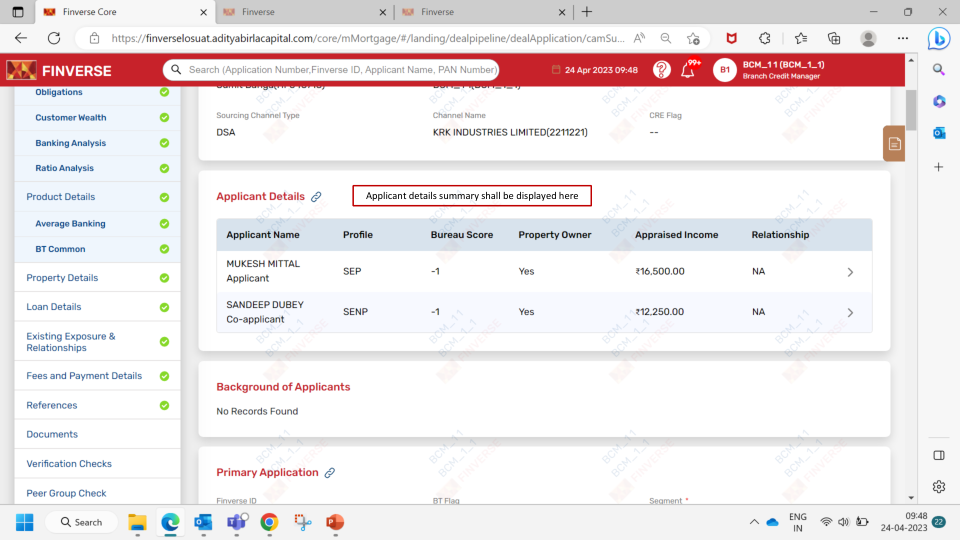 Finverse Core
Finverse
Finverse
https://finverselosuat.adityabirlacapital.com/core/mMortgage/#/landing/dealpipeline/dealApplication/camSu...
FINVERSE
Search (Application Number,Finverse ID, Applicant Name, PAN Number)
24 Apr 2023 09:48
99+
B1
BCM_11 (BCM_1_1)
Branch Credit Manager
Obligations
Customer Wealth
Banking Analysis
Ratio Analysis
Product Details
Average Banking
BT Common
Property Details
Loan Details
Existing Exposure &
Relationships
Fees and Payment Details
References
Documents
Verification Checks
Peer Group Check
Sourcing Channel Type
Channel Name
CRE Flag
DSA
KRK INDUSTRIES LIMITED(2211221)
--
Applicant Details
Applicant details summary shall be displayed here
Applicant Name Profile Bureau Score Property Owner Appraised Income Relationship
MUKESH MITTAL
Applicant
SEP -1 Yes ₹16,500.00 NA
SANDEEP DUBEY
Co-applicant
SENP -1 Yes ₹12,250.00 NA
Background of Applicants
No Records Found
Primary Application
Finverse ID
BT Flag
Segment *
BCM_11
BCM_1_1
FINVERSE
Search
ENG
IN
09:48
24-04-2023
22